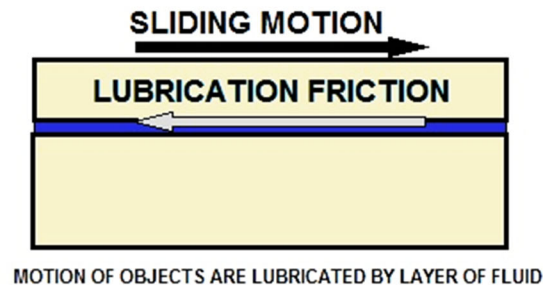 SLIDING MOTION
LUBRICATION FRICTION
MOTION OF OBJECTS ARE LUBRICATED BY LAYER OF FLUID